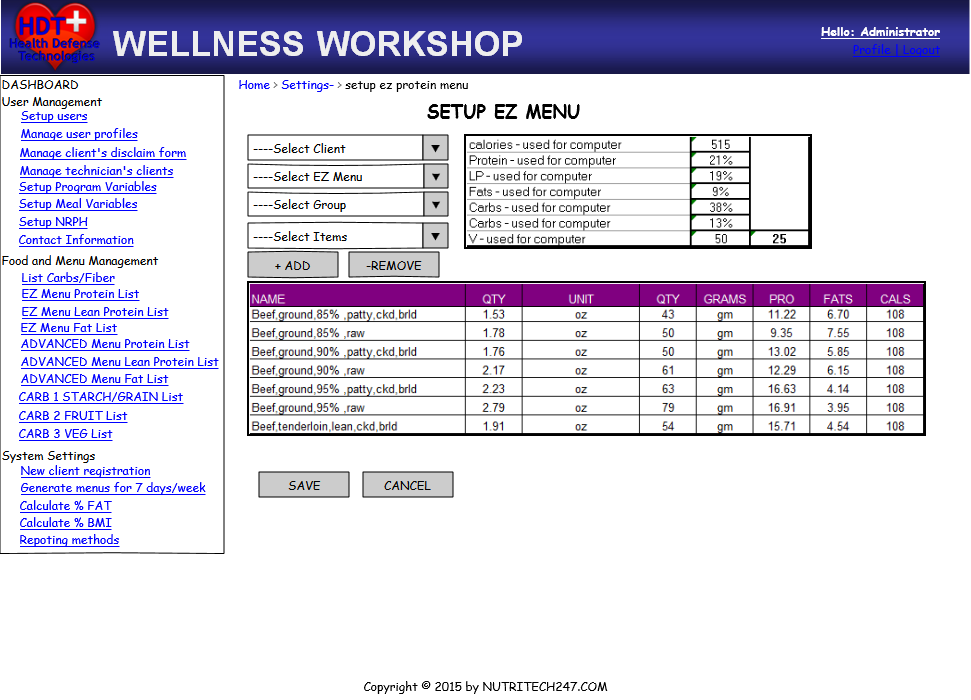 HDT
Health Defense
Technologies
WELLNESS WORKSHOP
Hello: Administrator
Profile | Logout
DASHBOARD
User Management
Setup users
Manage user profiles
Manage client's disclaim form
Manage technician's clients
Setup Program Variables
Setup Meal Variables
Setup NRPH
Contact Information
Food and Menu Management
List Carbs/Fiber
EZ Menu Protein List
EZ Menu Lean Protein List
EZ Menu Fat List
ADVANCED Menu Protein List
ADVANCED Menu Lean Protein List
ADVANCED Menu Fat List
CARB 1 STARCH/GRAIN List
CARB 2 FRUIT List
CARB 3 VEG List
System Settings
New client registration
Generate menus for 7 days/week
Calculate % FAT
Calculate % BMI
Repoting methods
Home > Settings- > setup ez protein menu
SETUP EZ MENU
----Select Client
----Select EZ Menu
----Select Group
----Select Items
+ ADD -REMOVE
calories - used for computer 515
Protein - used for computer 21%
LP - used for computer 19%
Fats - used for computer 9%
Carbs - used for computer 38%
Carbs - used for computer 13%
V - used for computer 50 25
NAME QTY UNIT QTY GRAMS PRO FATS CALS
Beef,ground,85% ,patty,ckd,brld 1.53 oz 43 gm 11.22 6.70 108
Beef,ground,85% ,raw 1.78 oz 50 gm 9.35 7.55 108
Beef,ground,90% ,patty,ckd,brld 1.76 oz 50 gm 13.02 5.85 108
Beef,ground,90% ,raw 2.17 oz 61 gm 12.29 6.15 108
Beef,ground,95% ,patty,ckd,brld 2.23 oz 63 gm 16.63 4.14 108
Beef,ground,95% ,raw 2.79 oz 79 gm 16.91 3.95 108
Beef,tenderloin,lean,ckd,brld 1.91 oz 54 gm 15.71 4.54 108
SAVE CANCEL
Copyright © 2015 by NUTRITECH247.COM